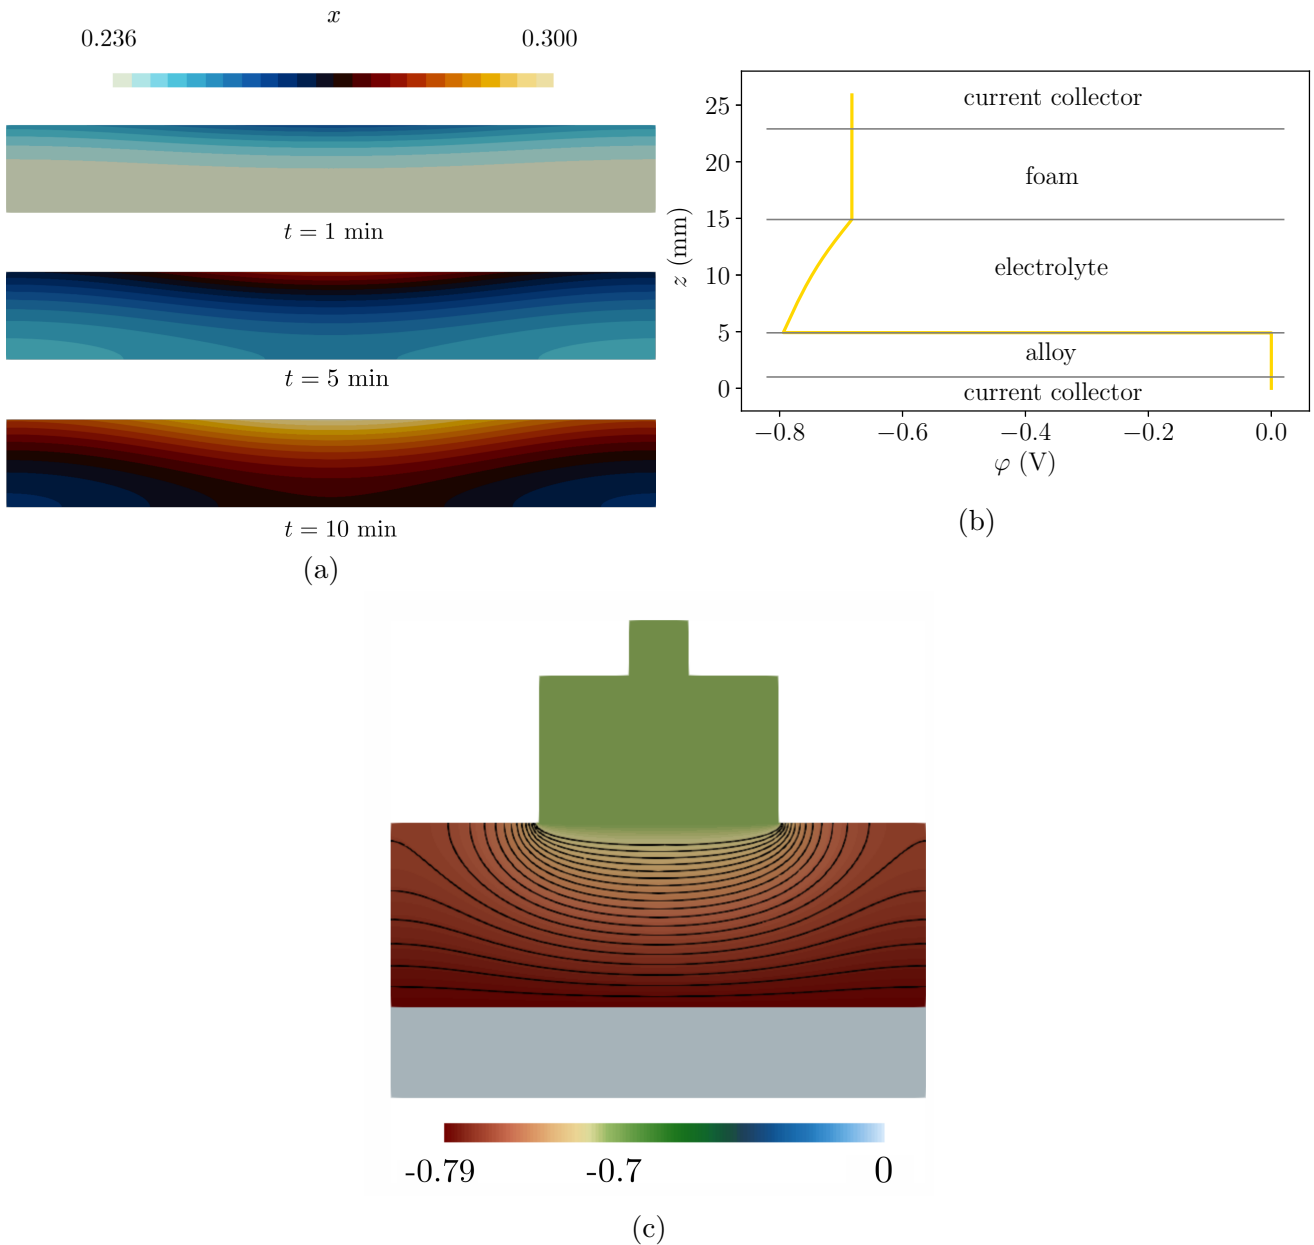 x
0.236 0.300
t = 1 min
t = 5 min
t = 10 min
(a)
25
20
15
10
5
0
z (mm)
current collector
foam
electrolyte
alloy
current collector
−0.8 −0.6 −0.4 −0.2 0.0
φ (V)
(b)
-0.79 -0.7 0
(c)